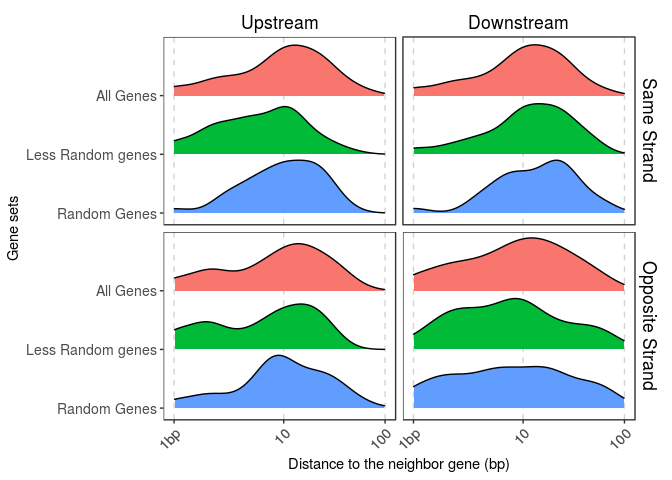 Upstream
Downstream
All Genes
Less Random genes
Random Genes
Same Strand
All Genes
Less Random genes
Random Genes
Opposite Strand
Gene sets
1bp
10
100
1bp
10
100
Distance to the neighbor gene (bp)